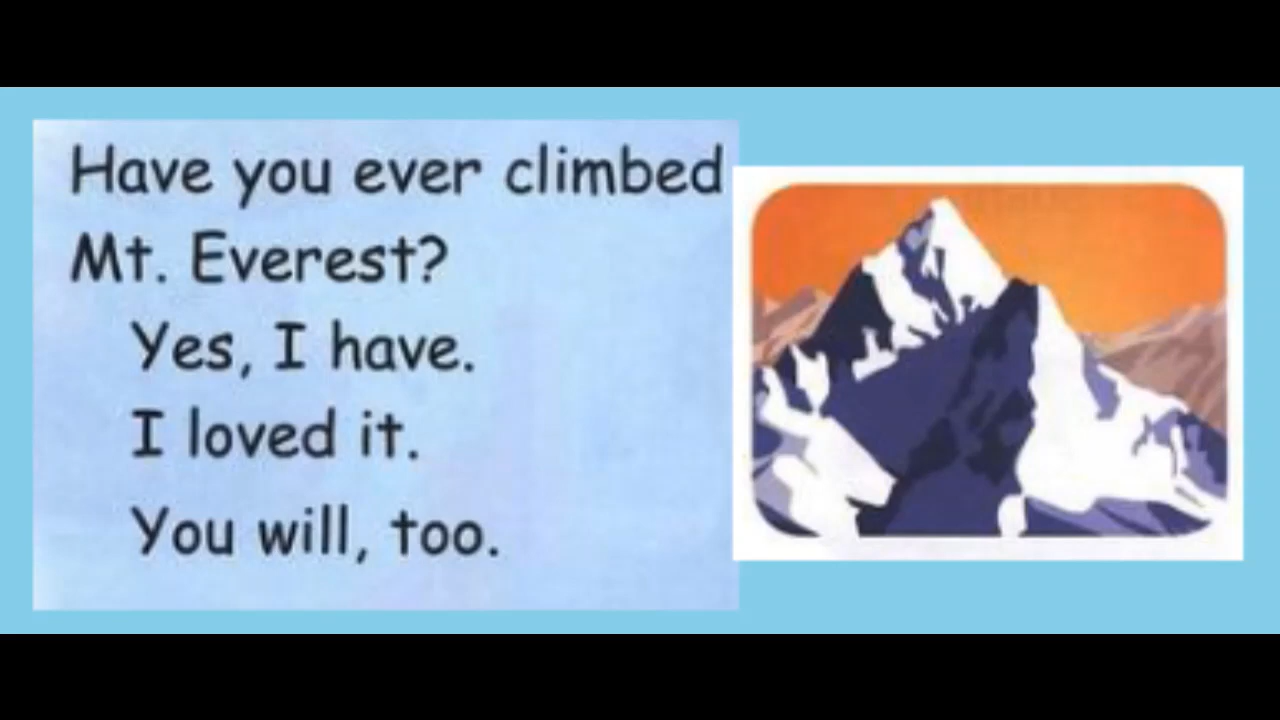 Have you ever climbed
Mt. Everest?
Yes, I have.
I loved it.
You will, too.